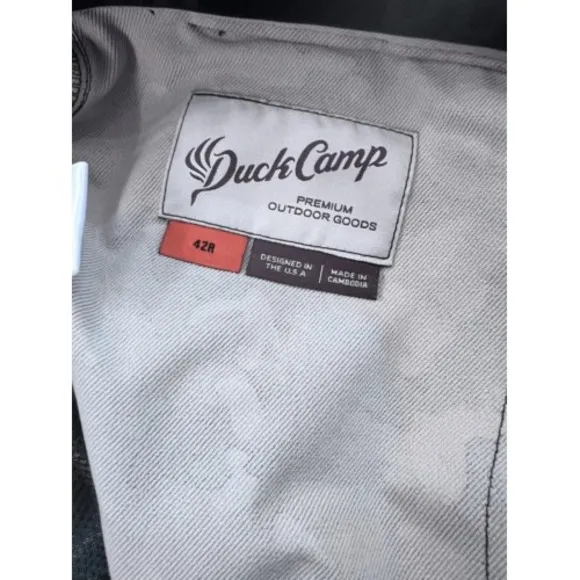 Duck Camp
PREMIUM
OUTDOOR GOODS
42R
DESIGNED IN
THE U.S.A
MADE IN
CAMBODIA